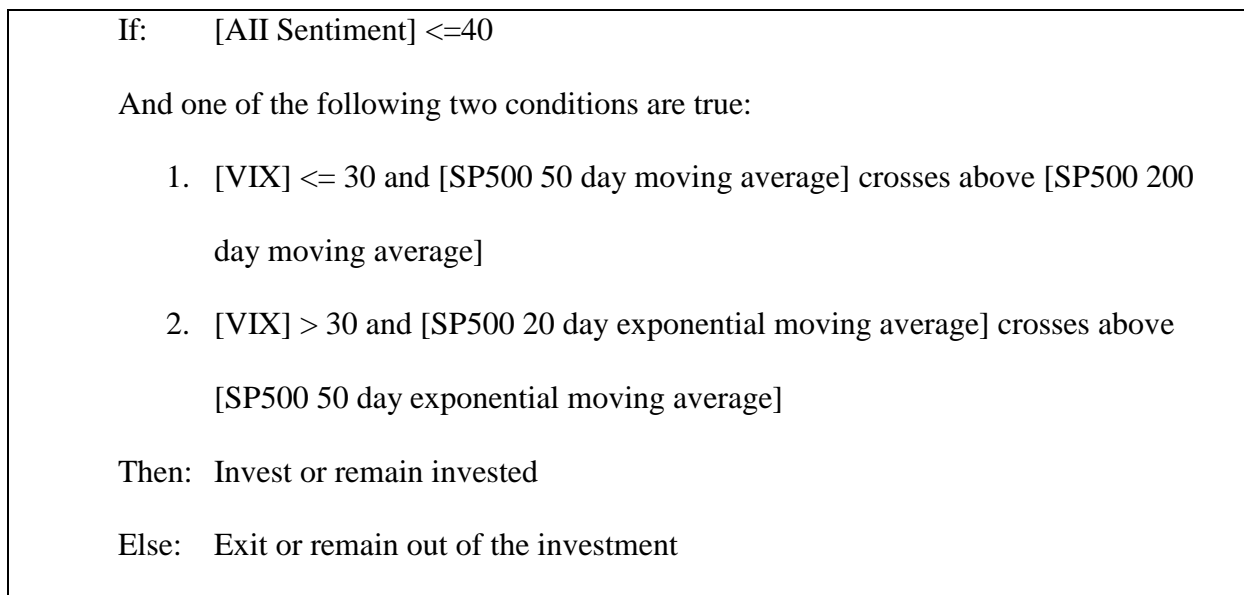 If: [AII Sentiment] <=40
And one of the following two conditions are true:
1. [VIX] <= 30 and [SP500 50 day moving average] crosses above [SP500 200
day moving average]
2. [VIX] > 30 and [SP500 20 day exponential moving average] crosses above
[SP500 50 day exponential moving average]
Then: Invest or remain invested
Else: Exit or remain out of the investment